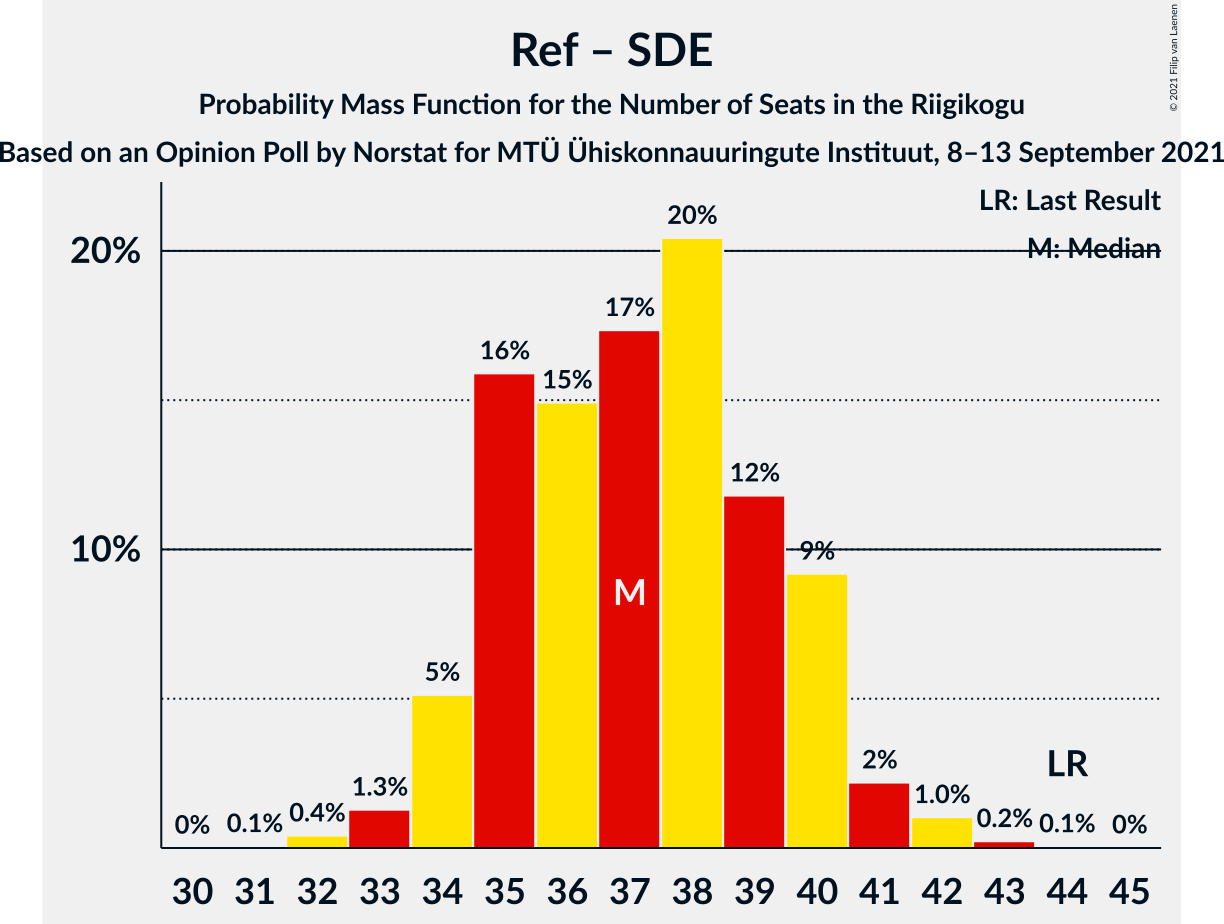 Ref – SDE
Probability Mass Function for the Number of Seats in the Riigikogu
Based on an Opinion Poll by Norstat for MTÜ Ühiskonnauuringute Instituut, 8–13 September 2021
© 2021 Filip van Laenen
LR: Last Result
M: Median
20%
10%
0%
0.1%
0.4%
1.3%
5%
16%
15%
17%
20%
12%
9%
2%
1.0%
0.2%
0.1%
0%
M
LR
30 31 32 33 34 35 36 37 38 39 40 41 42 43 44 45